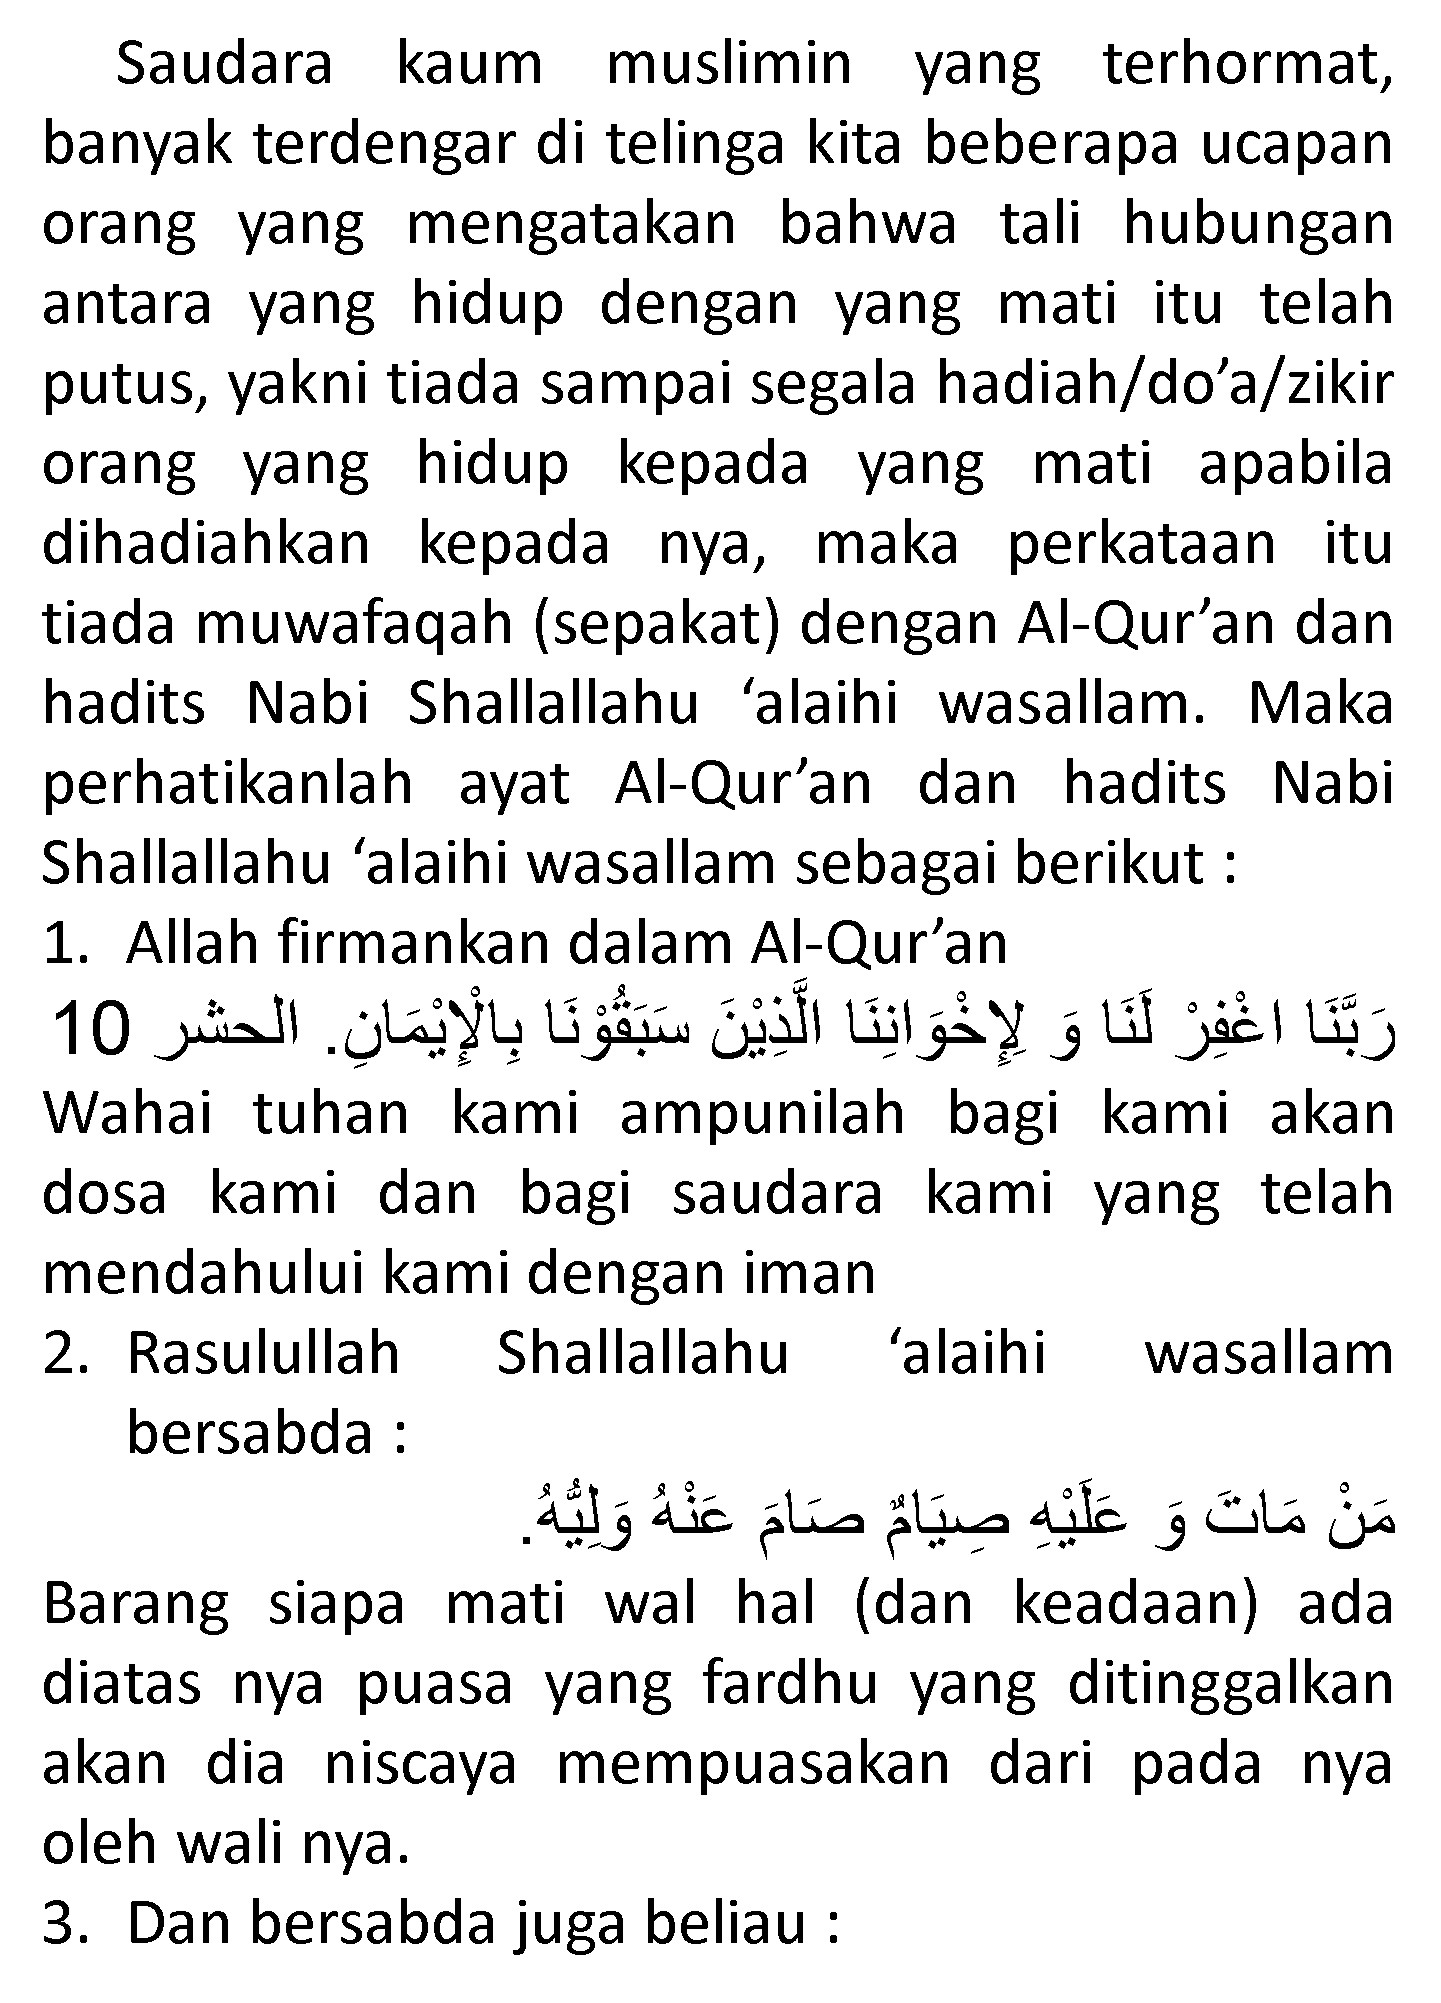 Saudara kaum muslimin yang terhormat,
banyak terdengar di telinga kita beberapa ucapan
orang yang mengatakan bahwa tali hubungan
antara yang hidup dengan yang mati itu telah
putus, yakni tiada sampai segala hadiah/do’a/zikir
orang yang hidup kepada yang mati apabila
dihadiahkan kepada nya, maka perkataan itu
tiada muwafaqah (sepakat) dengan Al-Qur’an dan
hadits Nabi Shallallahu ‘alaihi wasallam. Maka
perhatikanlah ayat Al-Qur’an dan hadits Nabi
Shallallahu ‘alaihi wasallam sebagai berikut :
1. Allah firmankan dalam Al-Qur’an
رَبَّنَا اغْفِرْ لَنَا وَ لِإِخْوَانِنَا الَّذِيْنَ سَبَقُوْنَا بِالْإِيْمَانِ. الحشر 10
Wahai tuhan kami ampunilah bagi kami akan
dosa kami dan bagi saudara kami yang telah
mendahului kami dengan iman
2. Rasulullah Shallallahu ‘alaihi wasallam
bersabda :
مَنْ مَاتَ وَ عَلَيْهِ صِيَامٌ صَامَ عَنْهُ وَلِيُّهُ.
Barang siapa mati wal hal (dan keadaan) ada
diatas nya puasa yang fardhu yang ditinggalkan
akan dia niscaya mempuasakan dari pada nya
oleh wali nya.
3. Dan bersabda juga beliau :